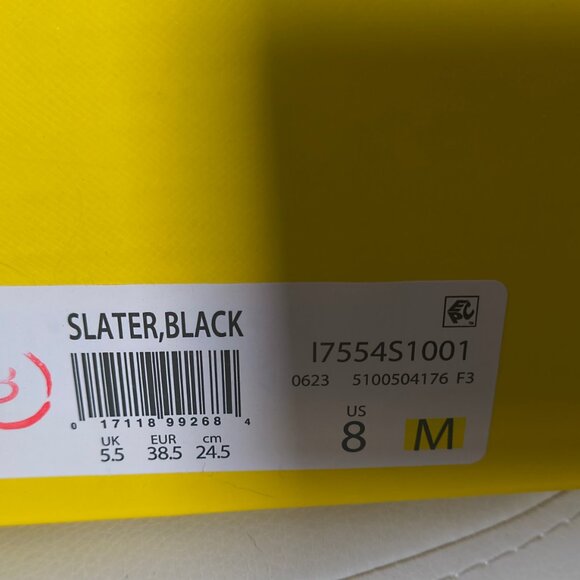 SLATER,BLACK
0 17118 99268 4
UK EUR cm
5.5 38.5 24.5
I7554S1001
0623 5100504176 F3
US
8 M